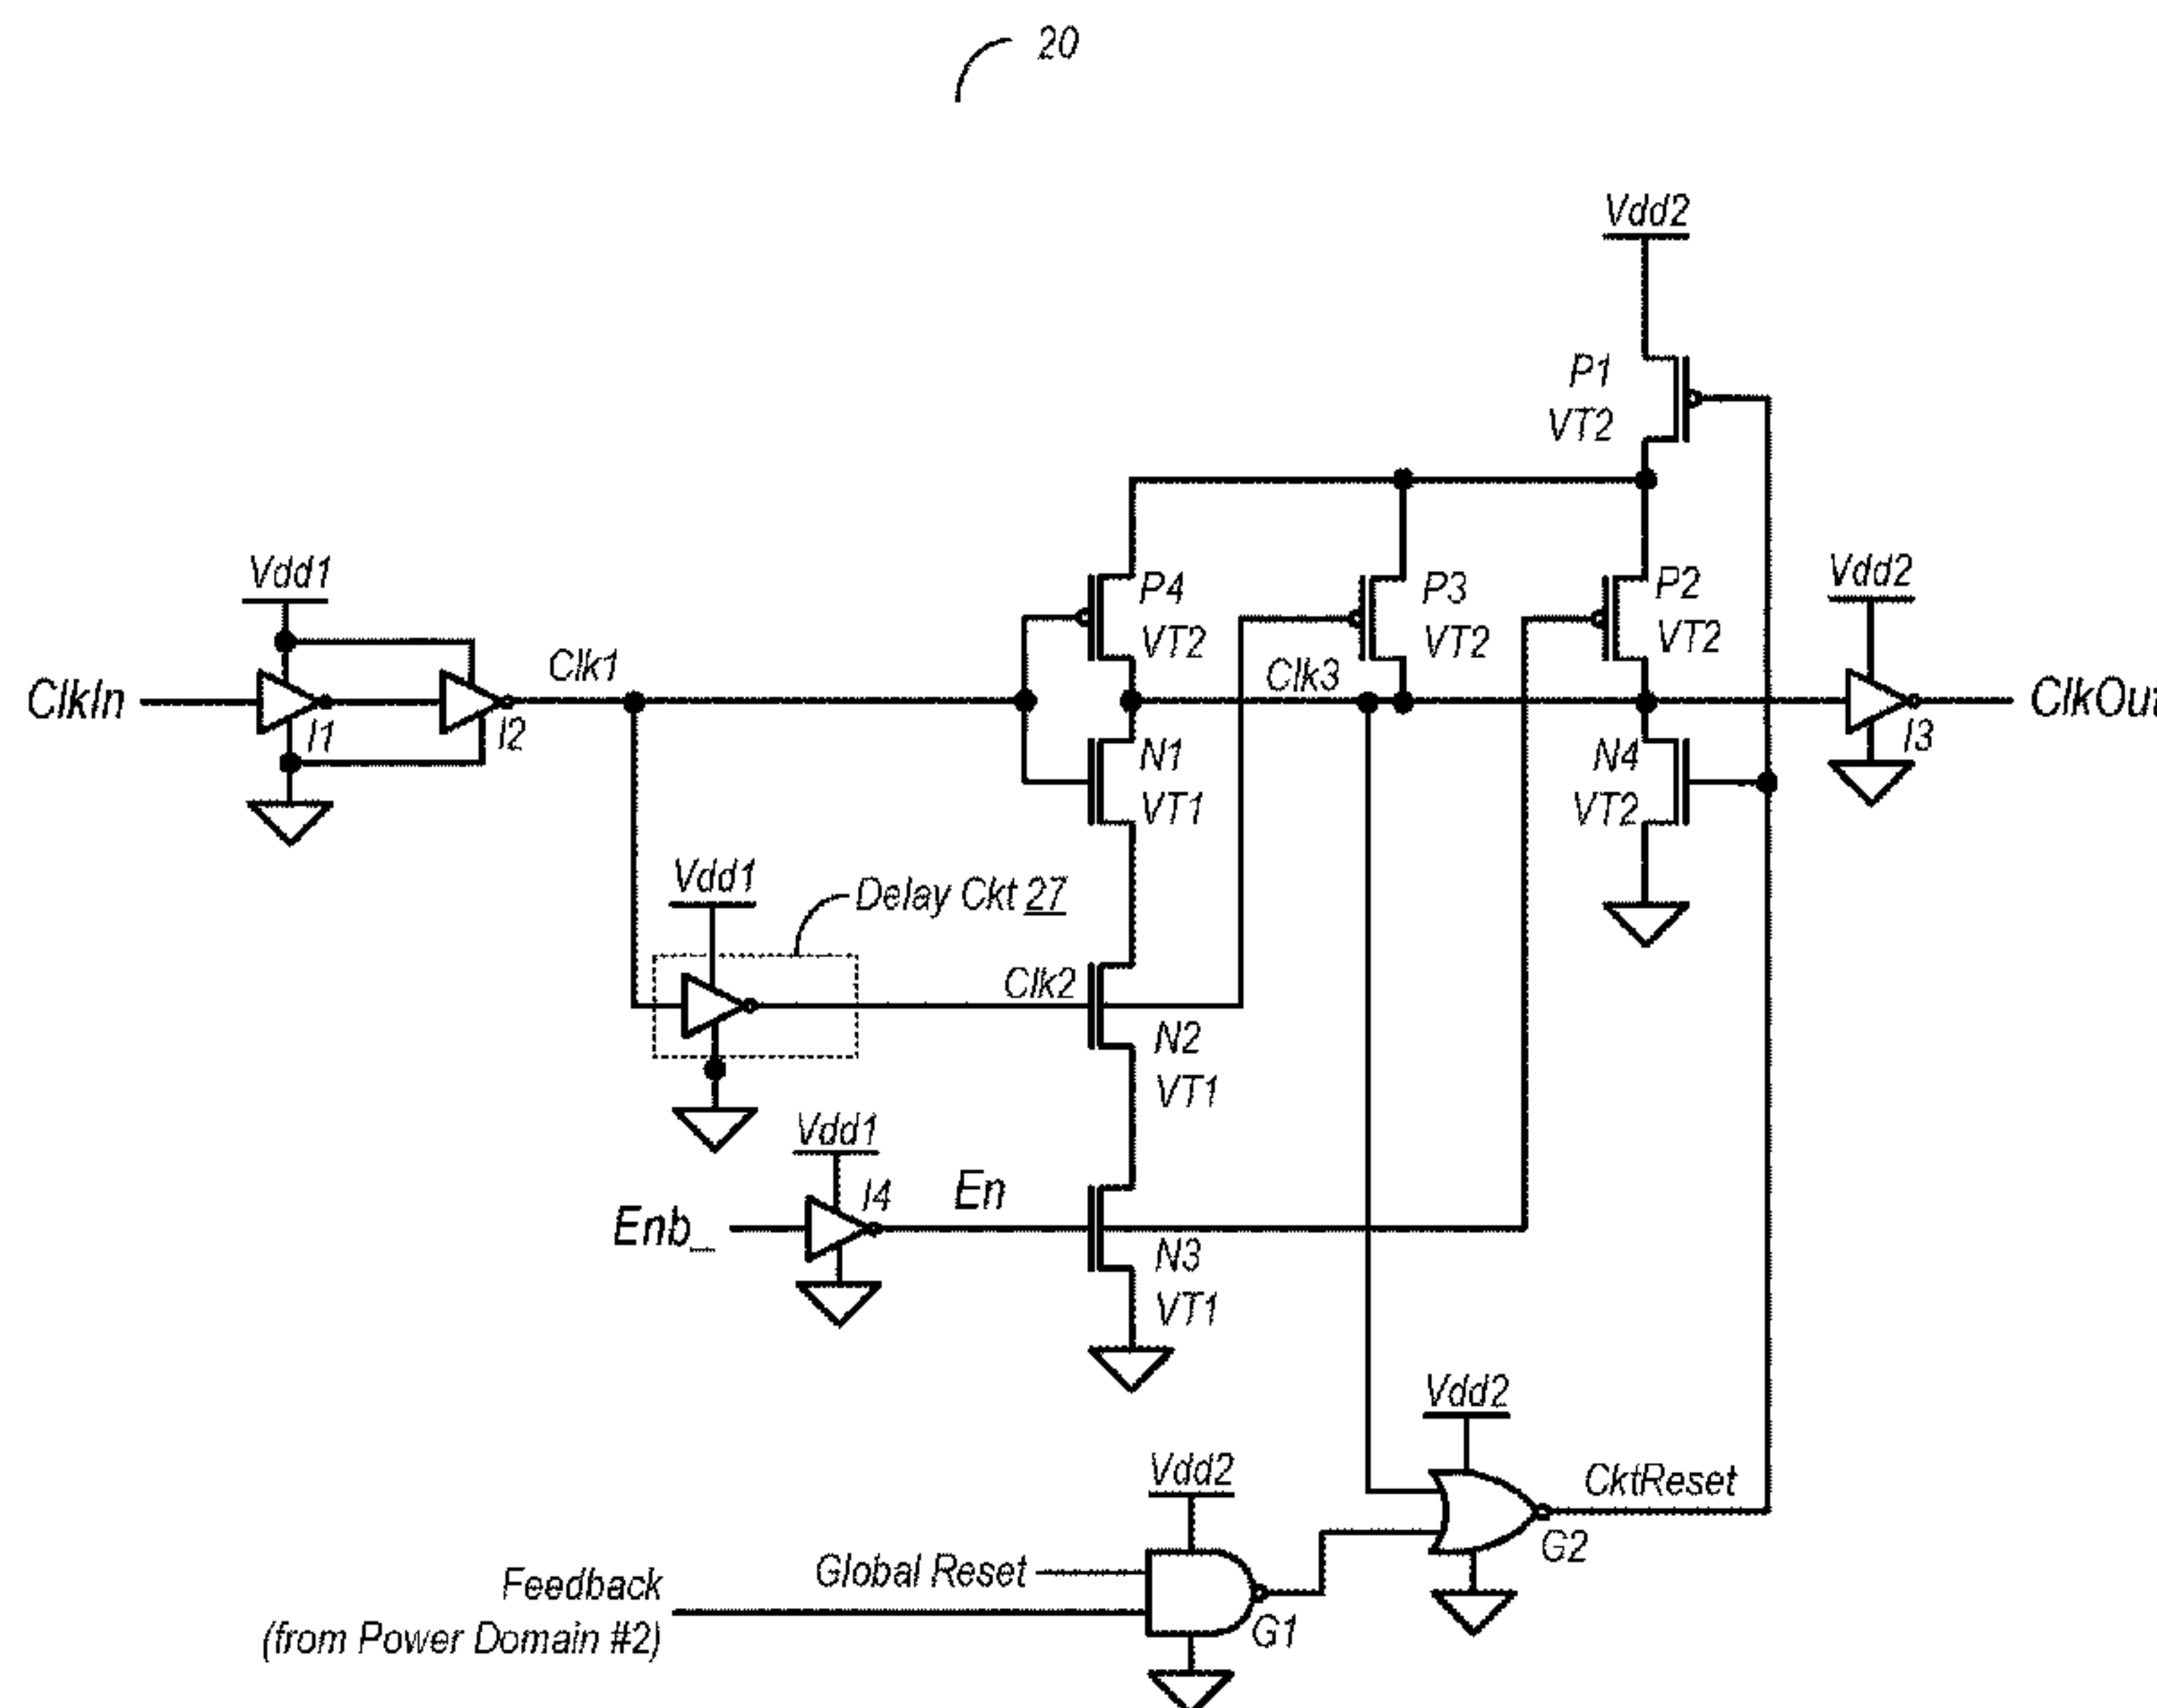 20
Vdd2
P1
VT2
Vdd1
P4
VT2
P3
VT2
P2
VT2
Vdd2
ClkIn
I1
I2
Clk1
Clk3
N1
VT1
N4
VT2
I3
ClkOut
Vdd1
Delay Ckt 27
Clk2
N2
VT1
Vdd1
I4
Enb_
En
N3
VT1
Vdd2
Vdd2
CktReset
G2
Global Reset
Feedback
(from Power Domain #2)
G1